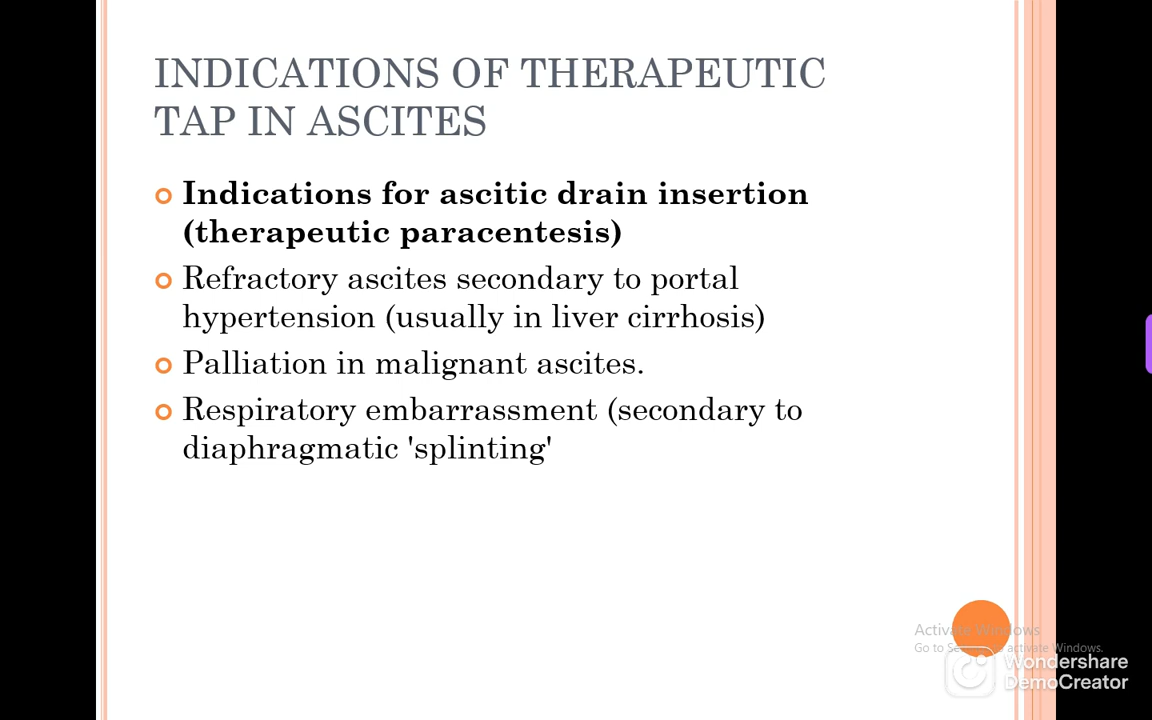 INDICATIONS OF THERAPEUTIC
TAP IN ASCITES
Indications for ascitic drain insertion
(therapeutic paracentesis)
Refractory ascites secondary to portal
hypertension (usually in liver cirrhosis)
Palliation in malignant ascites.
Respiratory embarrassment (secondary to
diaphragmatic 'splinting'
Activate Windows
Go to Se activate Windows.
Wondershare
DemoCreator